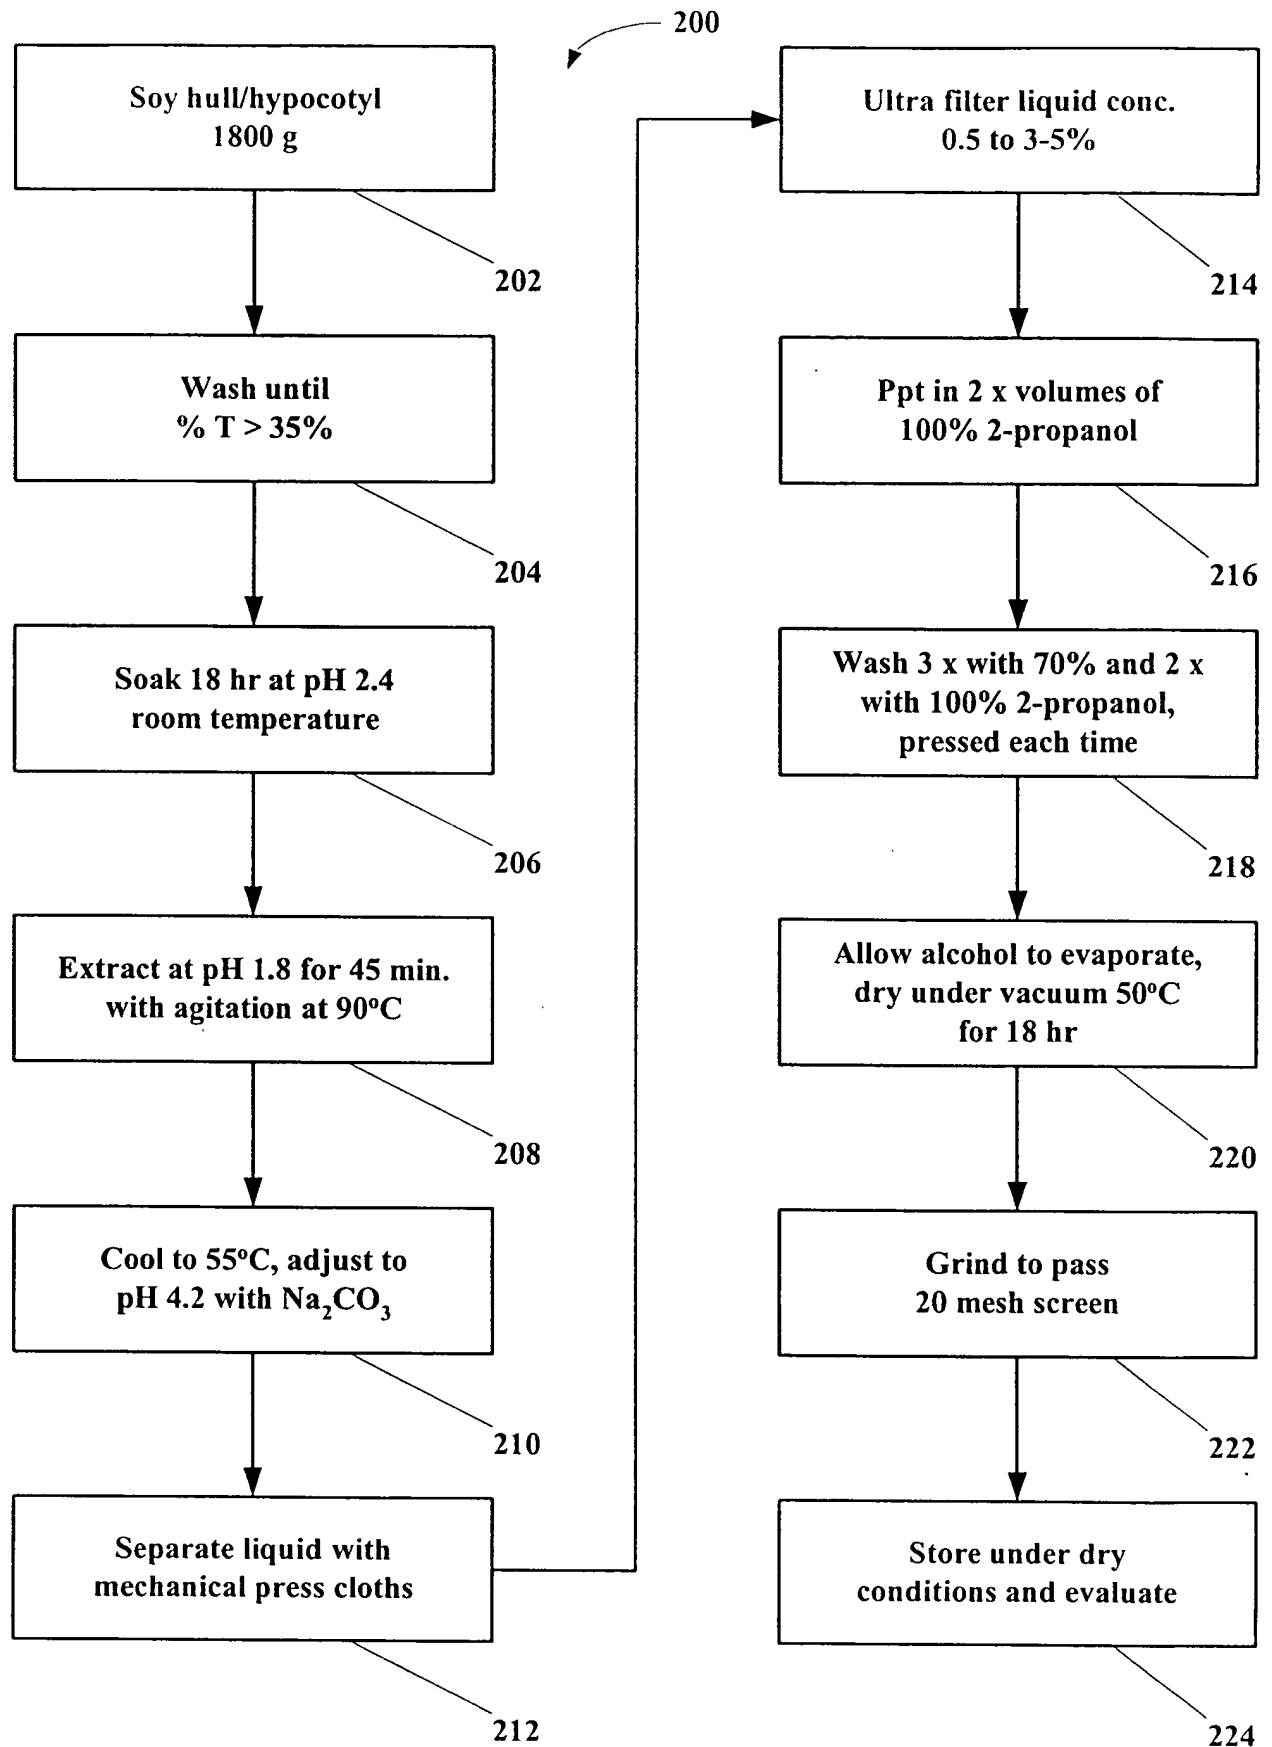 200
Soy hull/hypocotyl
1800 g
202
Wash until
% T > 35%
204
Soak 18 hr at pH 2.4
room temperature
206
Extract at pH 1.8 for 45 min.
with agitation at 90°C
208
Cool to 55°C, adjust to
pH 4.2 with Na₂CO₃
210
Separate liquid with
mechanical press cloths
212
Ultra filter liquid conc.
0.5 to 3-5%
214
Ppt in 2 x volumes of
100% 2-propanol
216
Wash 3 x with 70% and 2 x
with 100% 2-propanol,
pressed each time
218
Allow alcohol to evaporate,
dry under vacuum 50°C
for 18 hr
220
Grind to pass
20 mesh screen
222
Store under dry
conditions and evaluate
224